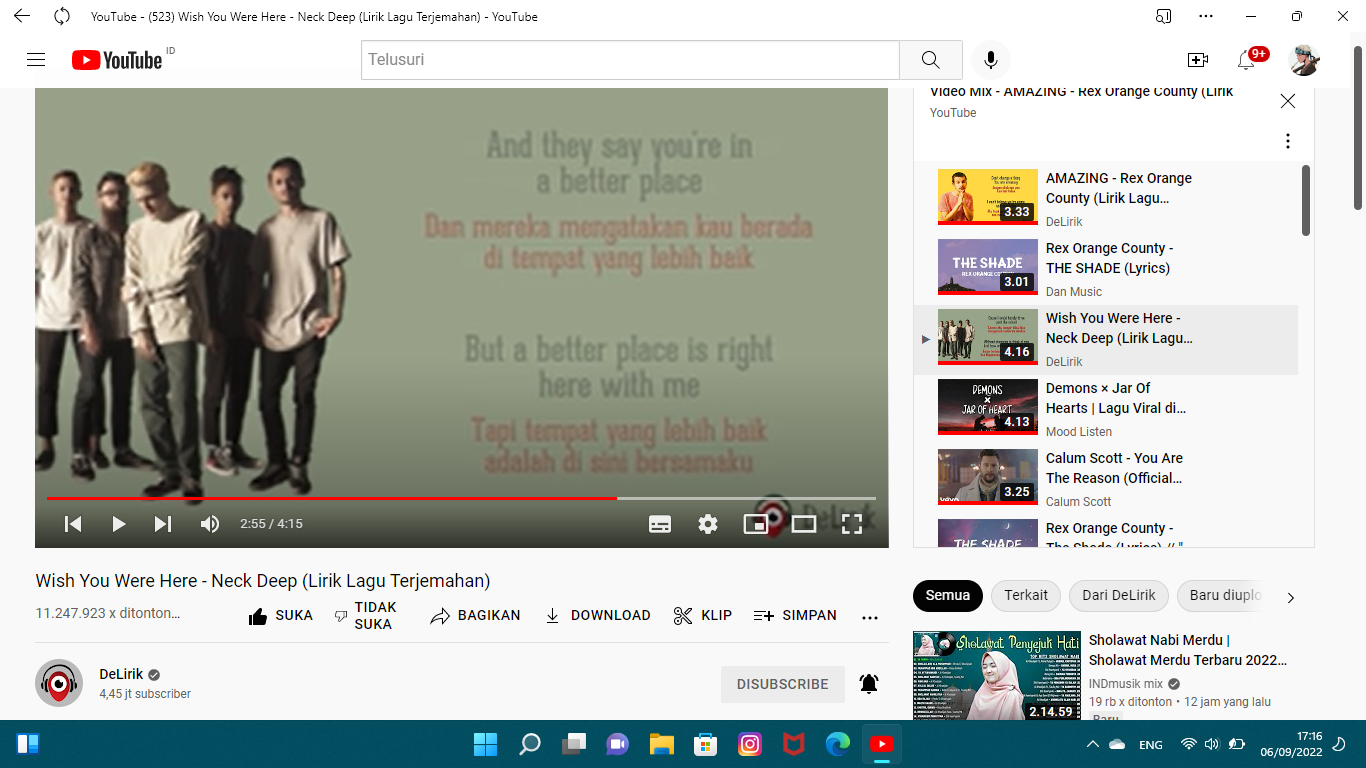 YouTube - (523) Wish You Were Here - Neck Deep (Lirik Lagu Terjemahan) - YouTube
YouTube ID
Telusuri
9+
And they say you're in
a better place
Dan mereka mengatakan kau berada
di tempat yang lebih baik
But a better place is right
here with me
Tapi tempat yang lebih baik
adalah di sini bersamaku
DeLirik
2:55 / 4:15
Wish You Were Here - Neck Deep (Lirik Lagu Terjemahan)
11.247.923 x ditonton...
SUKA
TIDAK
SUKA
BAGIKAN
DOWNLOAD
KLIP
SIMPAN
DeLirik
4,45 jt subscriber
DISUBSCRIBE
Video Mix - AMAZING - Rex Orange County (Lirik
YouTube
3.33
AMAZING - Rex Orange
County (Lirik Lagu...
DeLirik
THE SHADE
REX ORANGE COUNTY
3.01
Rex Orange County -
THE SHADE (Lyrics)
Dan Music
4.16
Wish You Were Here -
Neck Deep (Lirik Lagu...
DeLirik
DEMONS
×
JAR OF HEART
4.13
Demons × Jar Of
Hearts | Lagu Viral di...
Mood Listen
vevo
3.25
Calum Scott - You Are
The Reason (Official...
Calum Scott
THE SHADE
Rex Orange County -
The Shade (Lyrics) // "
Semua
Terkait
Dari DeLirik
Baru diuplo
Sholawat Penyejuk Hati
2.14.59
Sholawat Nabi Merdu |
Sholawat Merdu Terbaru 2022...
INDmusik mix
19 rb x ditonton • 12 jam yang lalu
Baru
ENG
17:16
06/09/2022